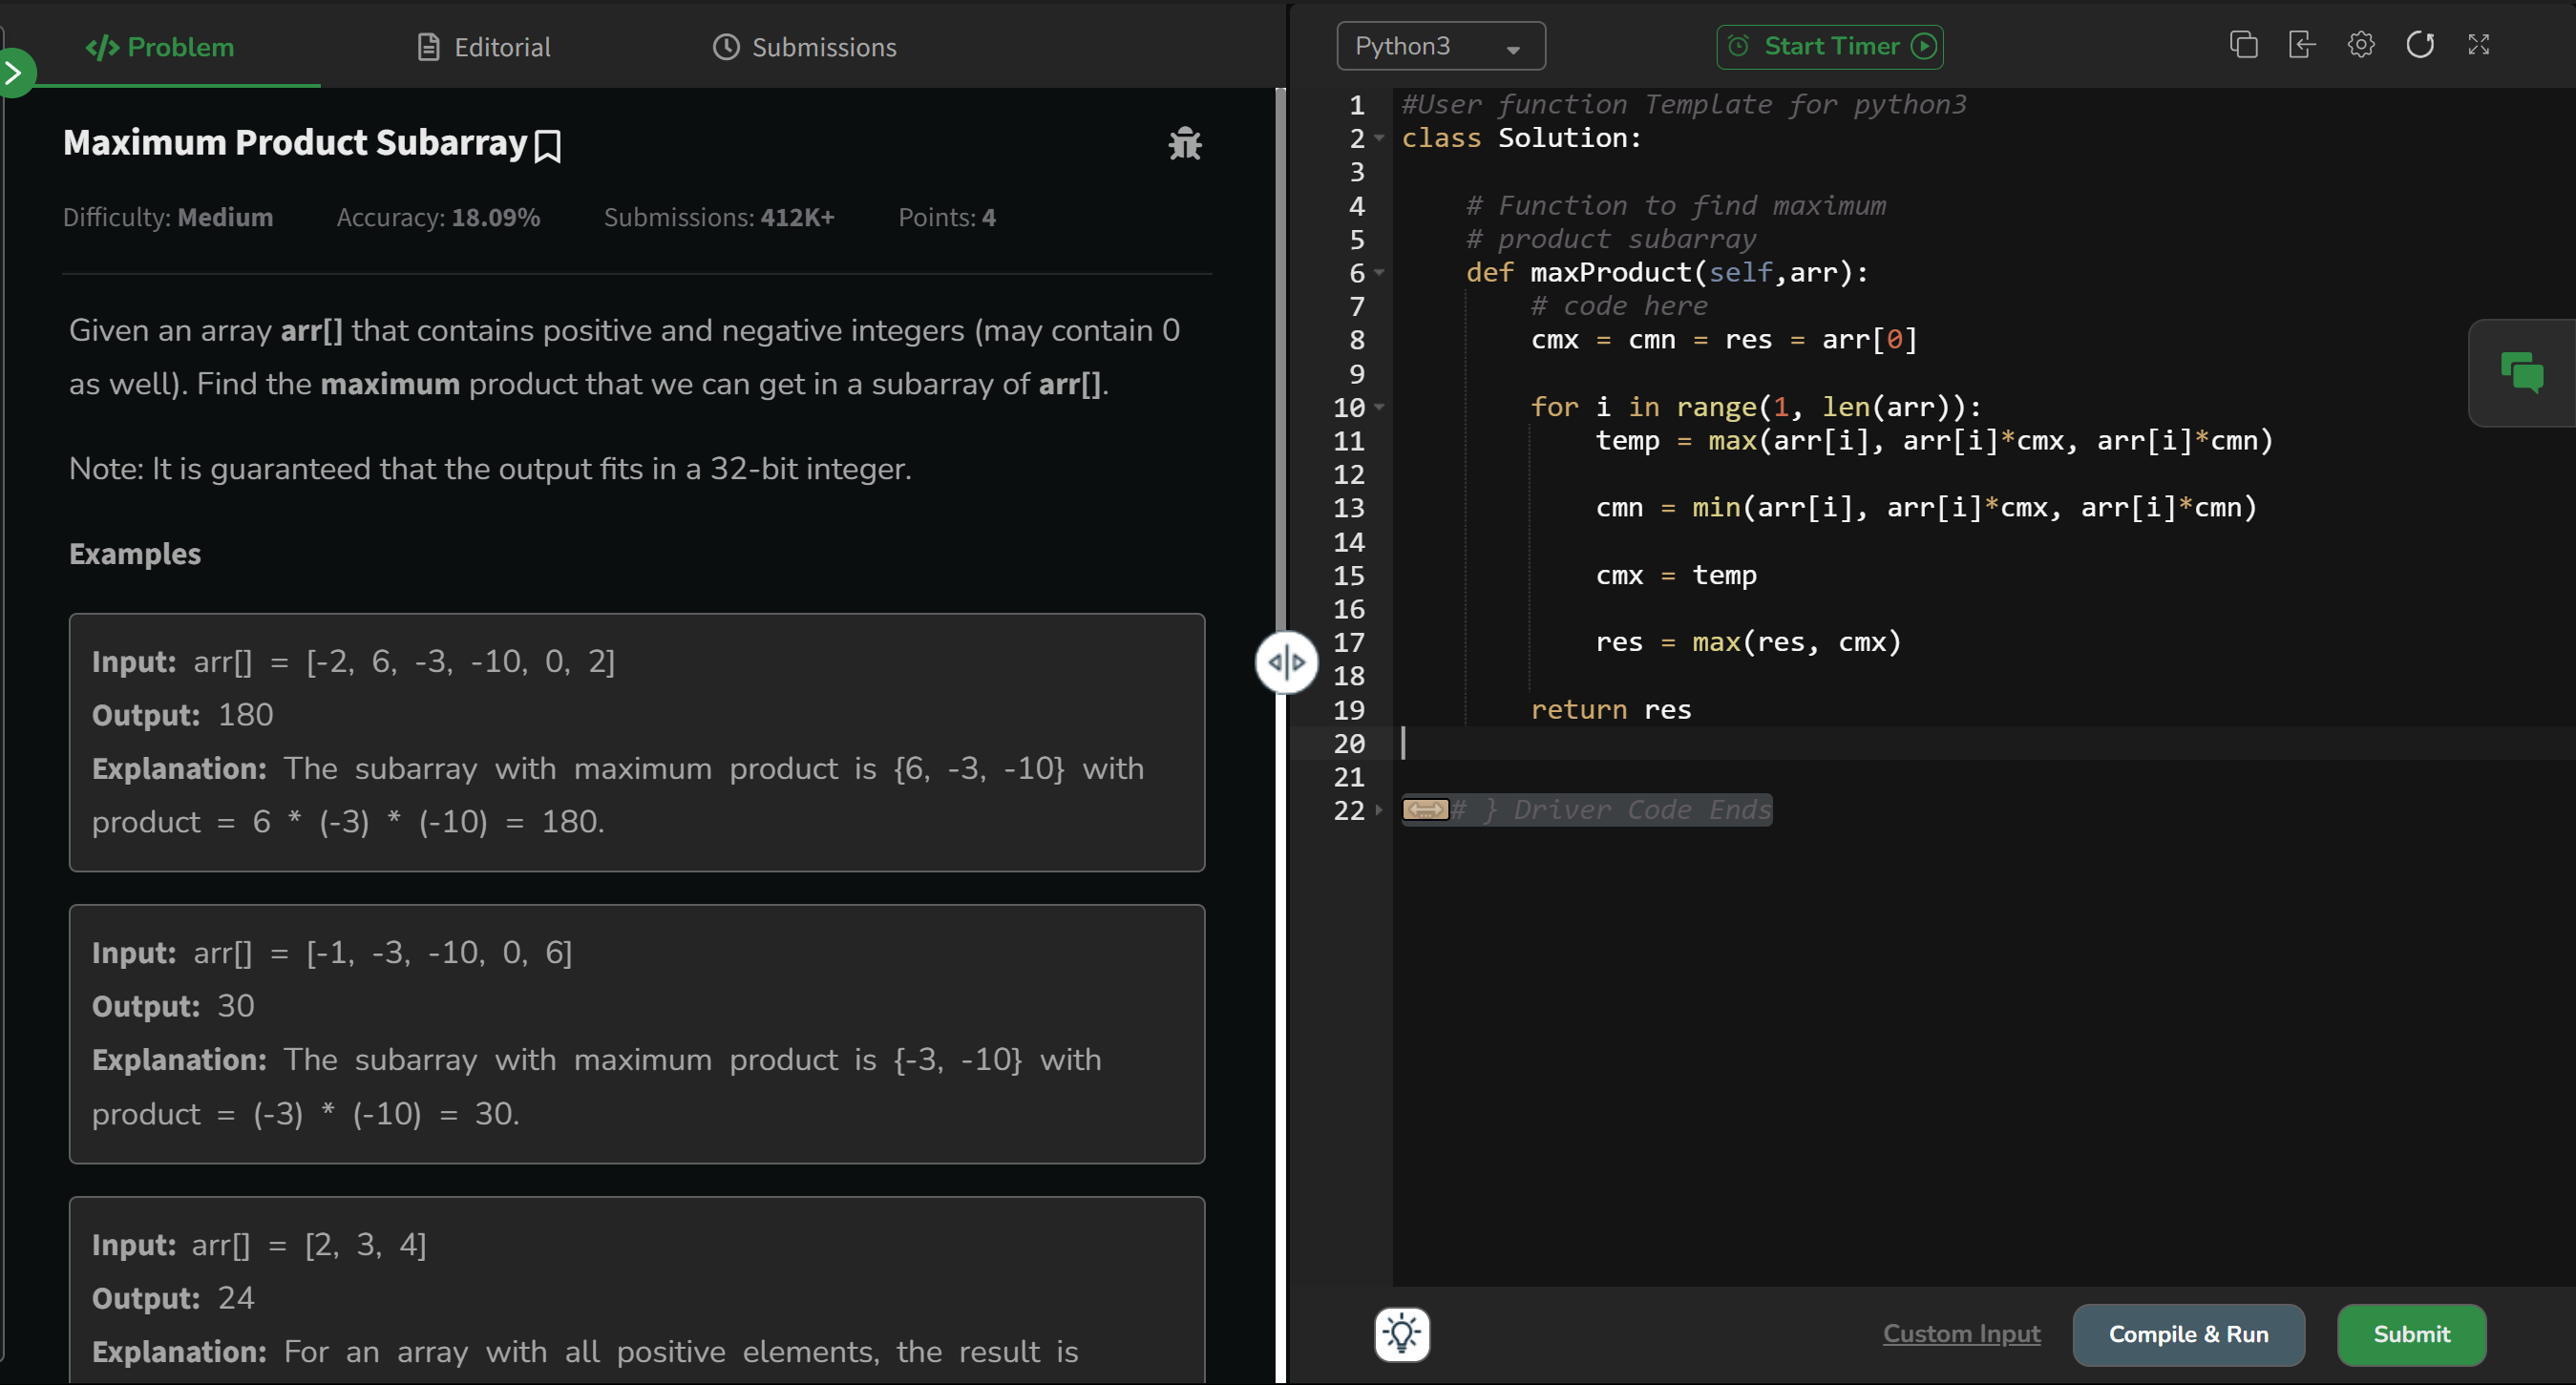 </> Problem
Editorial
Submissions
Maximum Product Subarray
Difficulty: Medium Accuracy: 18.09% Submissions: 412K+ Points: 4
Given an array arr[] that contains positive and negative integers (may contain 0
as well). Find the maximum product that we can get in a subarray of arr[].
Note: It is guaranteed that the output fits in a 32-bit integer.
Examples
Input: arr[] = [-2, 6, -3, -10, 0, 2]
Output: 180
Explanation: The subarray with maximum product is {6, -3, -10} with
product = 6 * (-3) * (-10) = 180.
Input: arr[] = [-1, -3, -10, 0, 6]
Output: 30
Explanation: The subarray with maximum product is {-3, -10} with
product = (-3) * (-10) = 30.
Input: arr[] = [2, 3, 4]
Output: 24
Explanation: For an array with all positive elements, the result is
Python3
Start Timer
1 #User function Template for python3
2 class Solution:
3
4     # Function to find maximum
5     # product subarray
6     def maxProduct(self,arr):
7         # code here
8         cmx = cmn = res = arr[0]
9
10         for i in range(1, len(arr)):
11             temp = max(arr[i], arr[i]*cmx, arr[i]*cmn)
12
13             cmn = min(arr[i], arr[i]*cmx, arr[i]*cmn)
14
15             cmx = temp
16
17             res = max(res, cmx)
18
19         return res
20
21
22 # } Driver Code Ends
Custom Input
Compile & Run
Submit